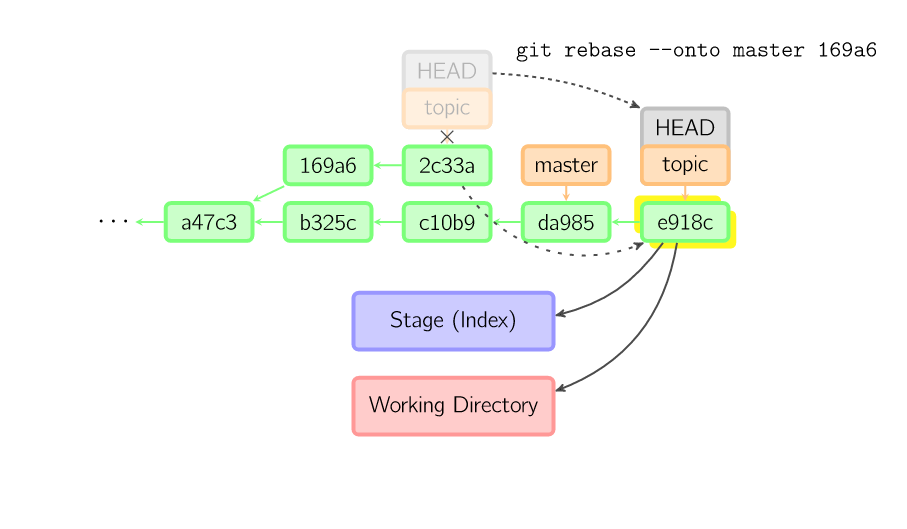 git rebase --onto master 169a6
HEAD
topic
HEAD
169a6 2c33a master topic
... a47c3 b325c c10b9 da985 e918c
Stage (Index)
Working Directory